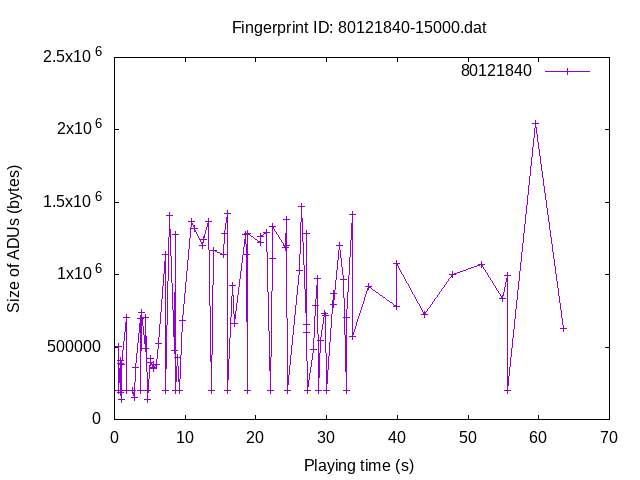 Fingerprint ID: 80121840-15000.dat
2.5x10^6
80121840
2x10^6
1.5x10^6
1x10^6
500000
0
Size of ADUs (bytes)
0 10 20 30 40 50 60 70
Playing time (s)